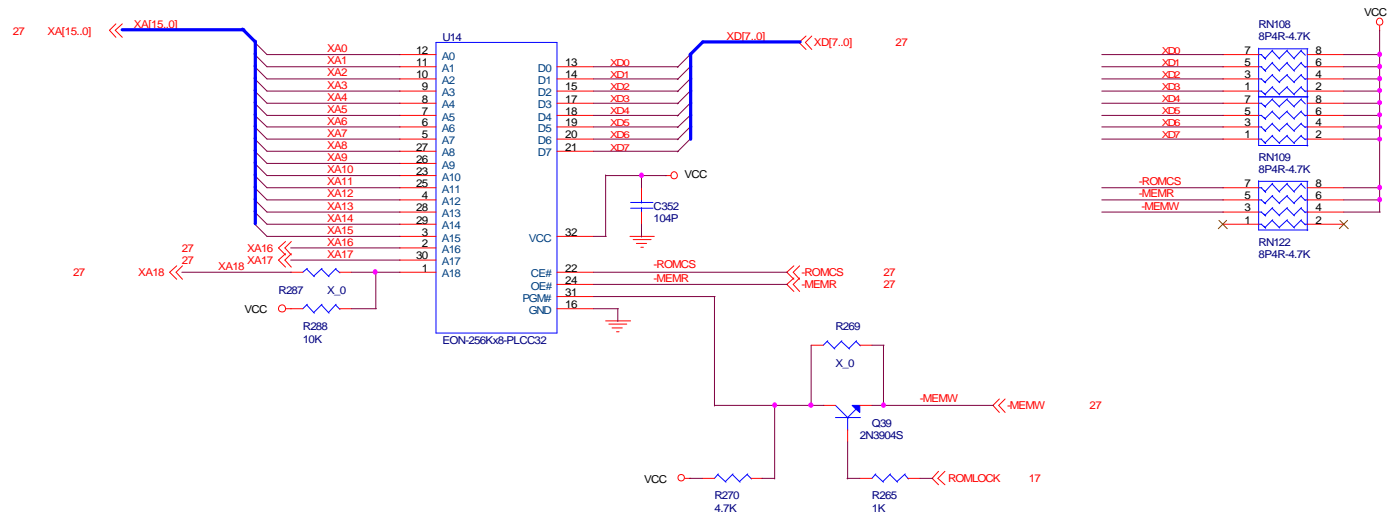 27 XA[15..0] XA[15..0]
U14
XA0 12 A0
XA1 11 A1
XA2 10 A2
XA3 9 A3
XA4 8 A4
XA5 7 A5
XA6 6 A6
XA7 5 A7
XA8 27 A8
XA9 26 A9
XA10 23 A10
XA11 25 A11
XA12 4 A12
XA13 28 A13
XA14 29 A14
XA15 3 A15
27 XA16 XA16 2 A16
27 XA17 XA17 30 A17
27 XA18 XA18 1 A18
R287 X_0
VCC
R288
10K
D0 13 XD0
D1 14 XD1
D2 15 XD2
D3 17 XD3
D4 18 XD4
D5 19 XD5
D6 20 XD6
D7 21 XD7
XD[7..0] XD[7..0] 27
VCC
C352
104P
VCC 32
CE# 22 -ROMCS -ROMCS 27
OE# 24 -MEMR -MEMR 27
PGM# 31
GND 16
EON-256Kx8-PLCC32
R269
X_0
-MEMW -MEMW 27
Q39
2N3904S
VCC
R270
4.7K
R265
1K
ROMLOCK 17
VCC
RN108
8P4R-4.7K
XD0 7 8
XD1 5 6
XD2 3 4
XD3 1 2
XD4 7 8
XD5 5 6
XD6 3 4
XD7 1 2
RN109
8P4R-4.7K
-ROMCS 7 8
-MEMR 5 6
-MEMW 3 4
1 2
RN122
8P4R-4.7K